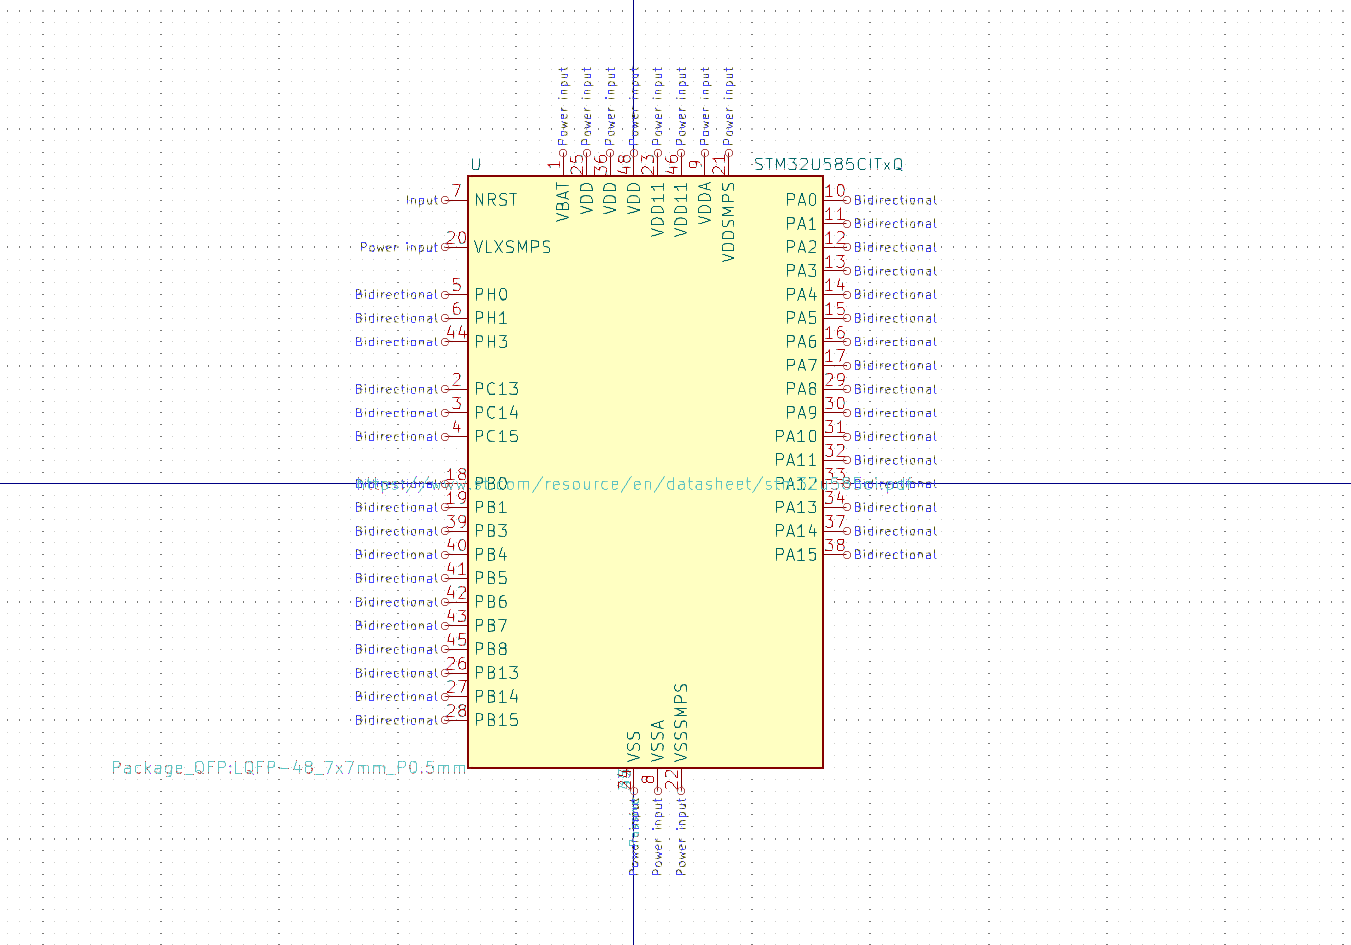 Power input
Power input
Power input
Power input
Power input
Power input
Power input
Power input
1
25
36
48
23
46
9
21
U
STM32U585CITxQ
VBAT
VDD
VDD
VDD
VDD11
VDD11
VDDA
VDDSMPS
Input 7 NRST
Power input 20 VLXSMPS
Bidirectional 5 PH0
Bidirectional 6 PH1
Bidirectional 44 PH3
Bidirectional 2 PC13
Bidirectional 3 PC14
Bidirectional 4 PC15
18 PB0
https://www.st.com/resource/en/datasheet/stm32u585ci.pdf
Bidirectional 19 PB1
Bidirectional 39 PB3
Bidirectional 40 PB4
Bidirectional 41 PB5
Bidirectional 42 PB6
Bidirectional 43 PB7
Bidirectional 45 PB8
Bidirectional 26 PB13
Bidirectional 27 PB14
Bidirectional 28 PB15
PA0 10 Bidirectional
PA1 11 Bidirectional
PA2 12 Bidirectional
PA3 13 Bidirectional
PA4 14 Bidirectional
PA5 15 Bidirectional
PA6 16 Bidirectional
PA7 17 Bidirectional
PA8 29 Bidirectional
PA9 30 Bidirectional
PA10 31 Bidirectional
PA11 32 Bidirectional
33 Bidirectional
PA13 34 Bidirectional
PA14 37 Bidirectional
PA15 38 Bidirectional
VSS
VSSA
VSSSMPS
Package_QFP:LQFP-48_7x7mm_P0.5mm
8
22
Power input
Power input
Power input